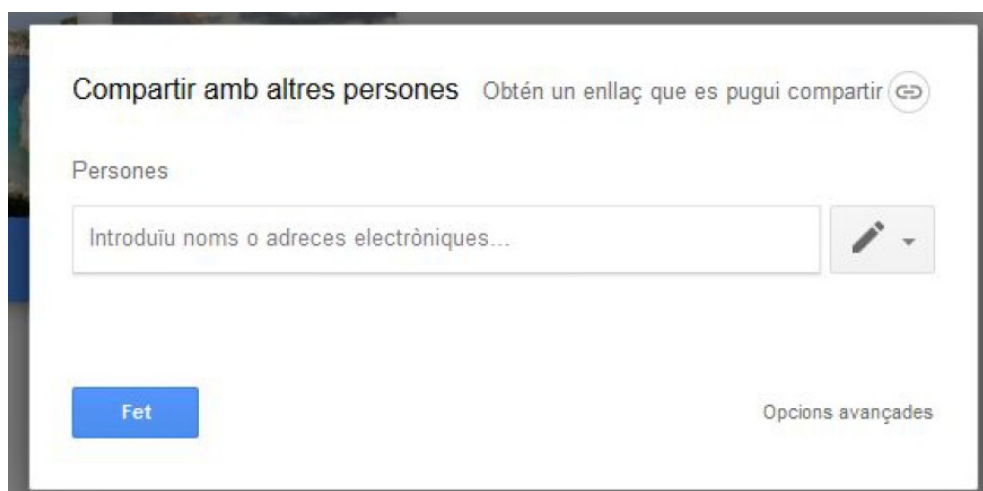 Compartir amb altres persones Obtén un enllaç que es pugui compartir
Persones
Introduïu noms o adreces electròniques...
Fet Opcions avançades